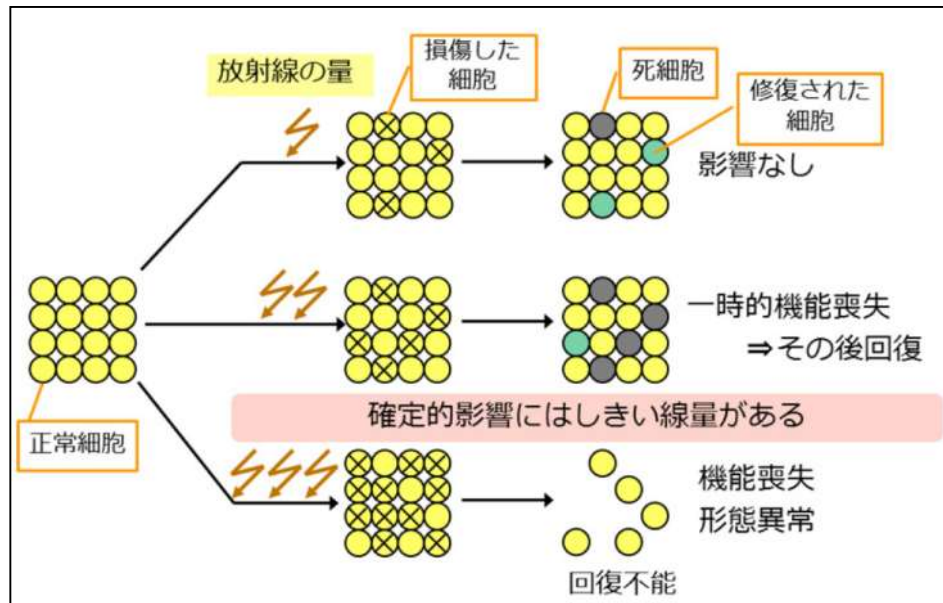 放射線の量
損傷した
細胞
死細胞
修復された
細胞
影響なし
一時的機能喪失
⇒その後回復
正常細胞
確定的影響にはしきい線量がある
機能喪失
形態異常
回復不能